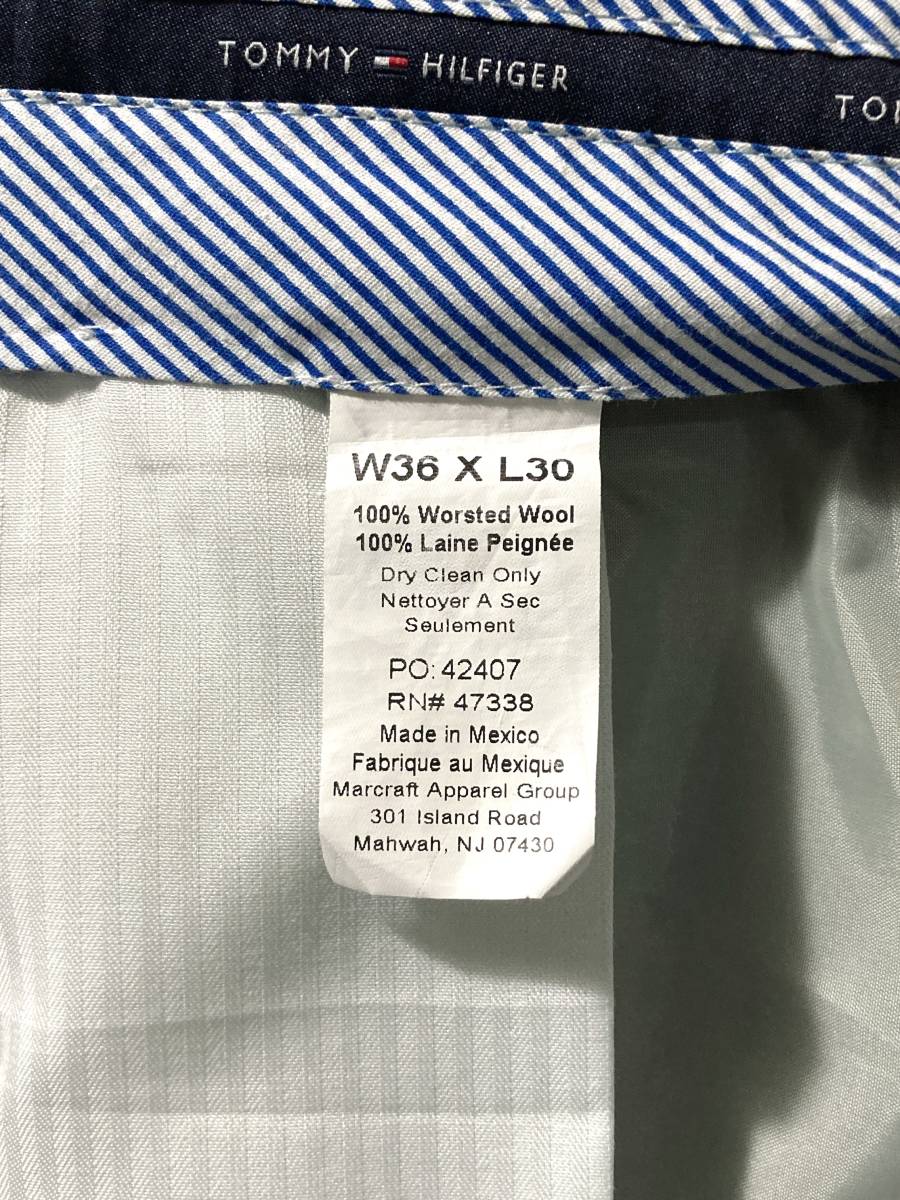 TOMMY HILFIGER
TOM
W36 X L30
100% Worsted Wool
100% Laine Peignée
Dry Clean Only
Nettoyer A Sec
Seulement
PO: 42407
RN# 47338
Made in Mexico
Fabrique au Mexique
Marcraft Apparel Group
301 Island Road
Mahwah, NJ 07430